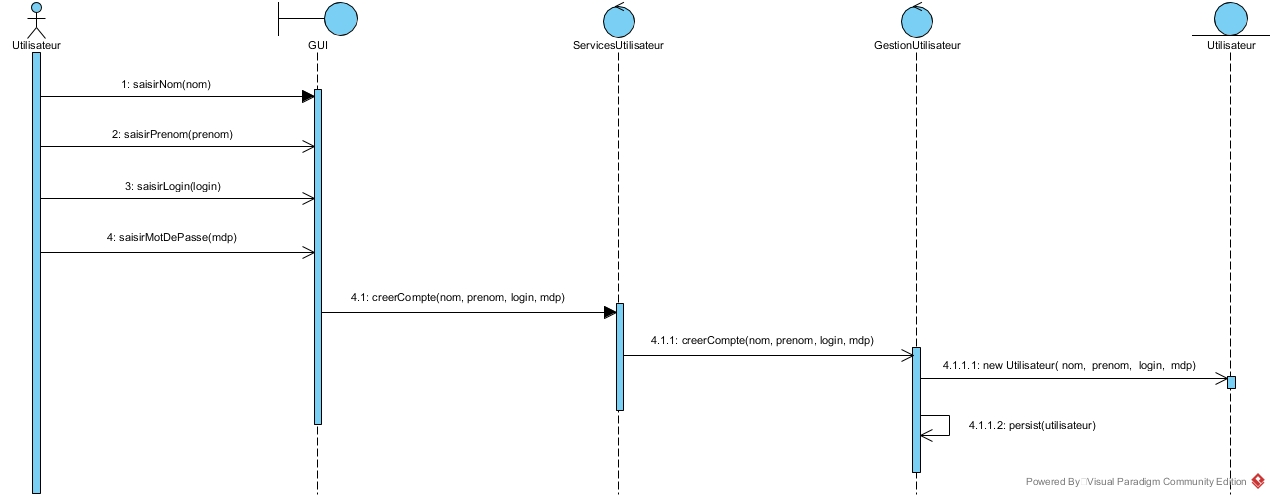 Utilisateur
GUI
ServicesUtilisateur
GestionUtilisateur
Utilisateur
1: saisirNom(nom)
2: saisirPrenom(prenom)
3: saisirLogin(login)
4: saisirMotDePasse(mdp)
4.1: creerCompte(nom, prenom, login, mdp)
4.1.1: creerCompte(nom, prenom, login, mdp)
4.1.1.1: new Utilisateur( nom, prenom, login, mdp)
4.1.1.2: persist(utilisateur)
Powered By Visual Paradigm Community Edition